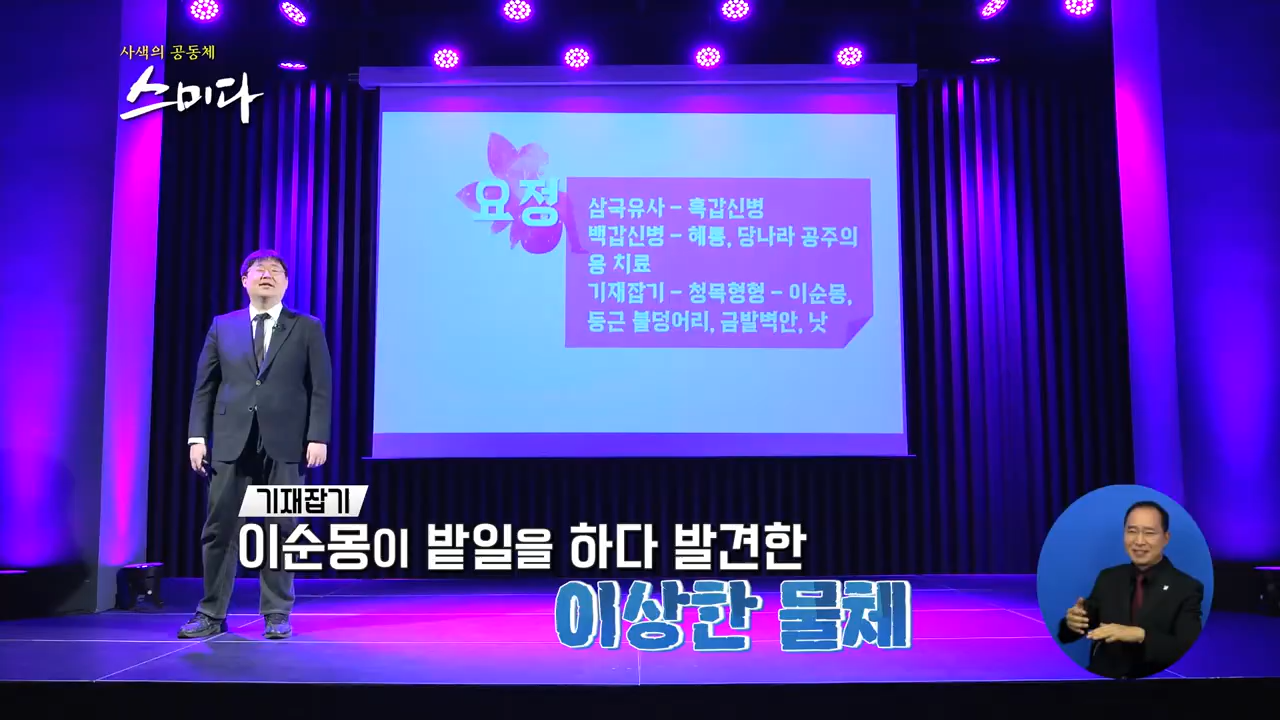 사색의 공동체
스미다
요정
삼국유사 – 흑갑신병
백갑신병 – 혜통, 당나라 공주의
용 치료
기재잡기 – 청목형형 – 이순몽,
둥근 불덩어리, 금발벽안, 낫
기재잡기
이순몽이 밭일을 하다 발견한
이상한 물체